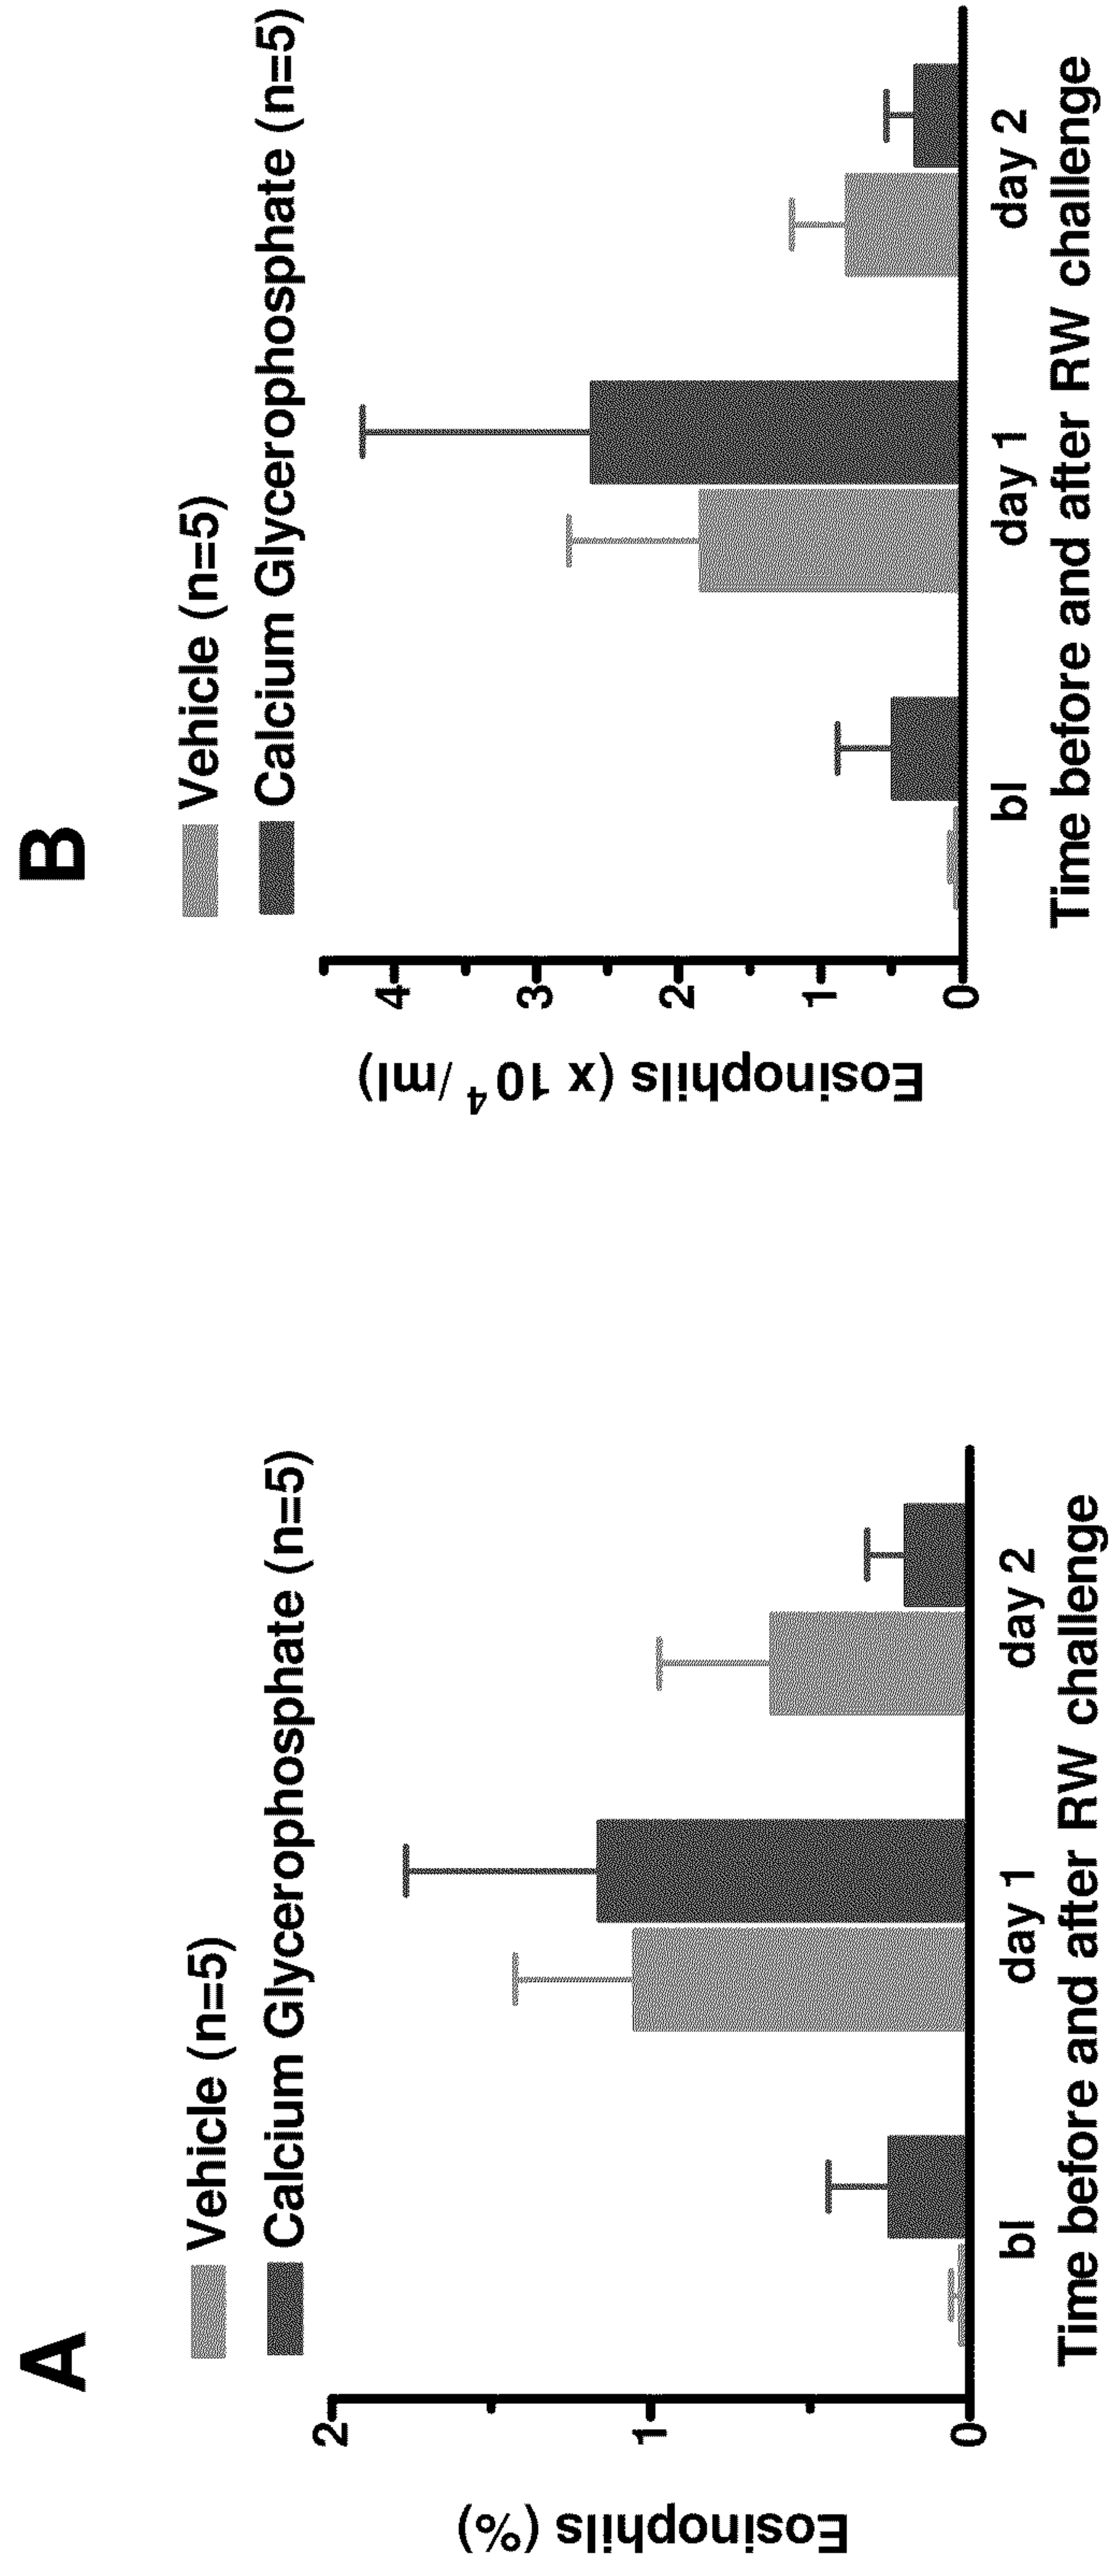 A
Vehicle (n=5)
Calcium Glycerophosphate (n=5)
Eosinophils (%)
2
1
0
bl
day 1
day 2
Time before and after RW challenge
B
Vehicle (n=5)
Calcium Glycerophosphate (n=5)
Eosinophils (x 10⁴/ml)
4
3
2
1
0
bl
day 1
day 2
Time before and after RW challenge